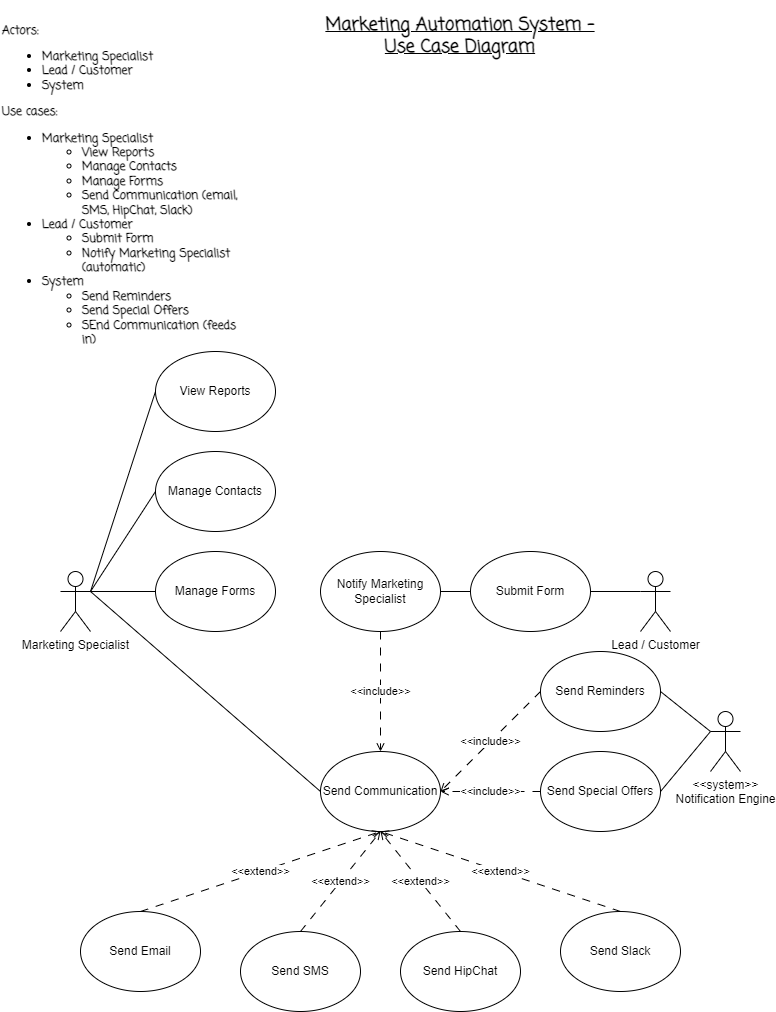 Marketing Automation System -
Use Case Diagram
Actors:
Marketing Specialist
Lead / Customer
System
Use cases:
Marketing Specialist
View Reports
Manage Contacts
Manage Forms
Send Communication (email,
SMS, HipChat, Slack)
Lead / Customer
Submit Form
Notify Marketing Specialist
(automatic)
System
Send Reminders
Send Special Offers
SEnd Communication (feeds
in)
View Reports
Manage Contacts
Manage Forms
Notify Marketing
Specialist
Submit Form
Marketing Specialist
Lead / Customer
Send Reminders
<<include>>
<<include>>
Send Communication
<<include>>
Send Special Offers
<<system>>
Notification Engine
<<extend>>
<<extend>>
<<extend>>
<<extend>>
Send Email
Send SMS
Send HipChat
Send Slack